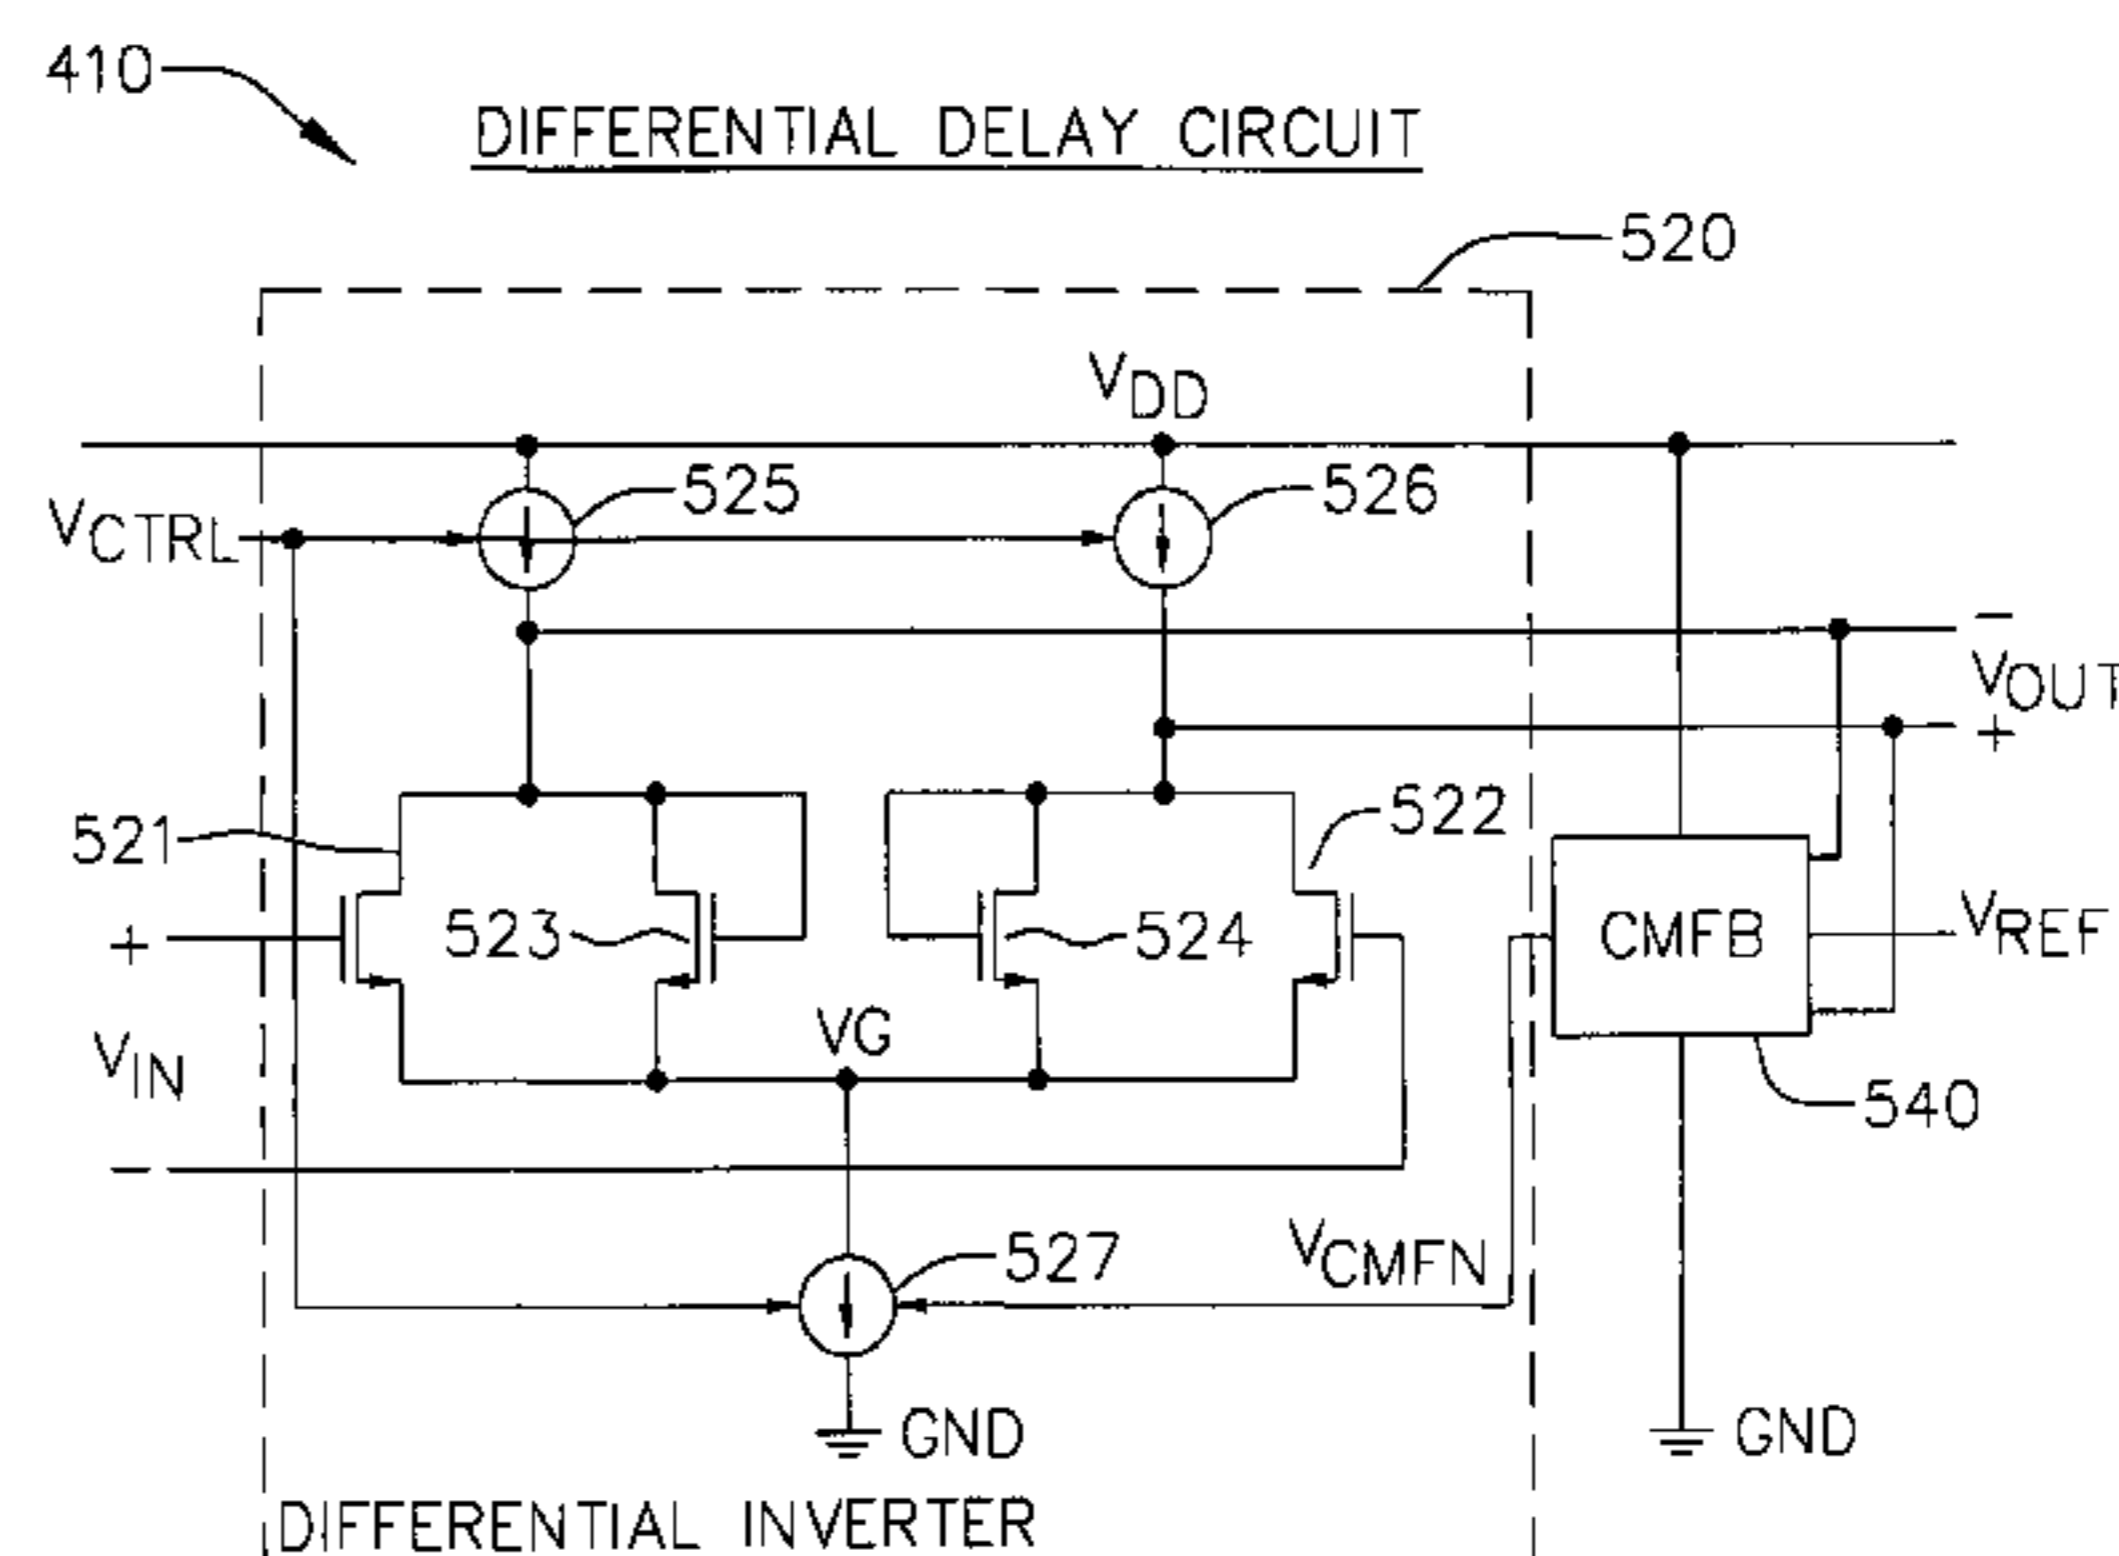 410
DIFFERENTIAL DELAY CIRCUIT
520
VDD
525
526
VCTRL
−
VOUT
+
521
522
523
524
+
CMFB
VREF
VG
VIN
540
−
527
VCMFN
GND
GND
DIFFERENTIAL INVERTER